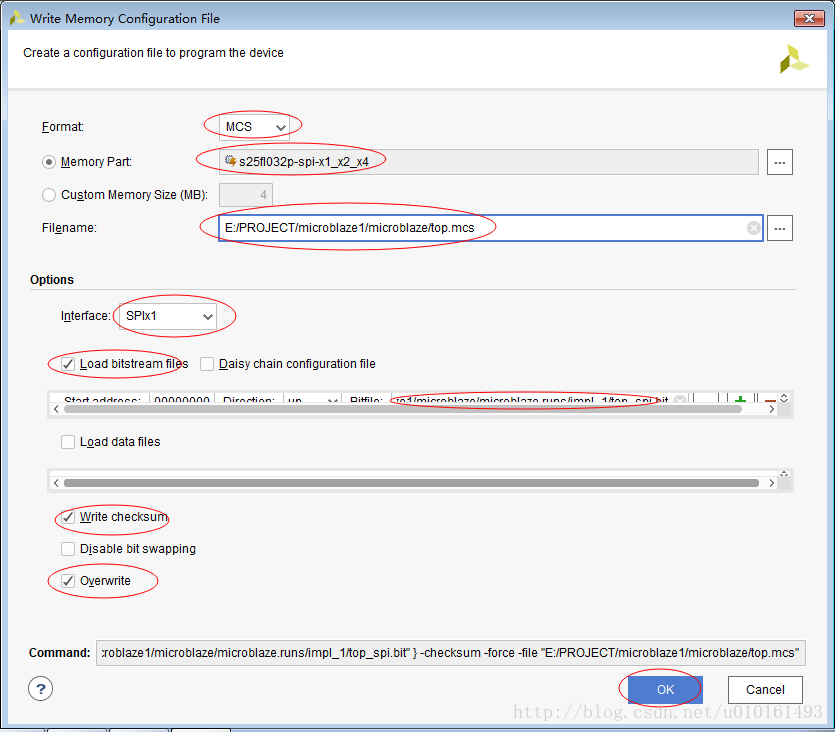 Write Memory Configuration File
Create a configuration file to program the device
Format: MCS
Memory Part: s25fl032p-spi-x1_x2_x4 ...
Custom Memory Size (MB): 4
Filename: E:/PROJECT/microblaze1/microblaze/top.mcs ...
Options
Interface: SPIx1
Load bitstream files Daisy chain configuration file
Start address: 00000000 Direction: up Bitfile: ze1/microblaze/microblaze.runs/impl_1/top_spi.bit
Load data files
Write checksum
Disable bit swapping
Overwrite
Command: :roblaze1/microblaze/microblaze.runs/impl_1/top_spi.bit" } -checksum -force -file "E:/PROJECT/microblaze1/microblaze/top.mcs"
? OK Cancel
http://blog.csdn.net/u010161493